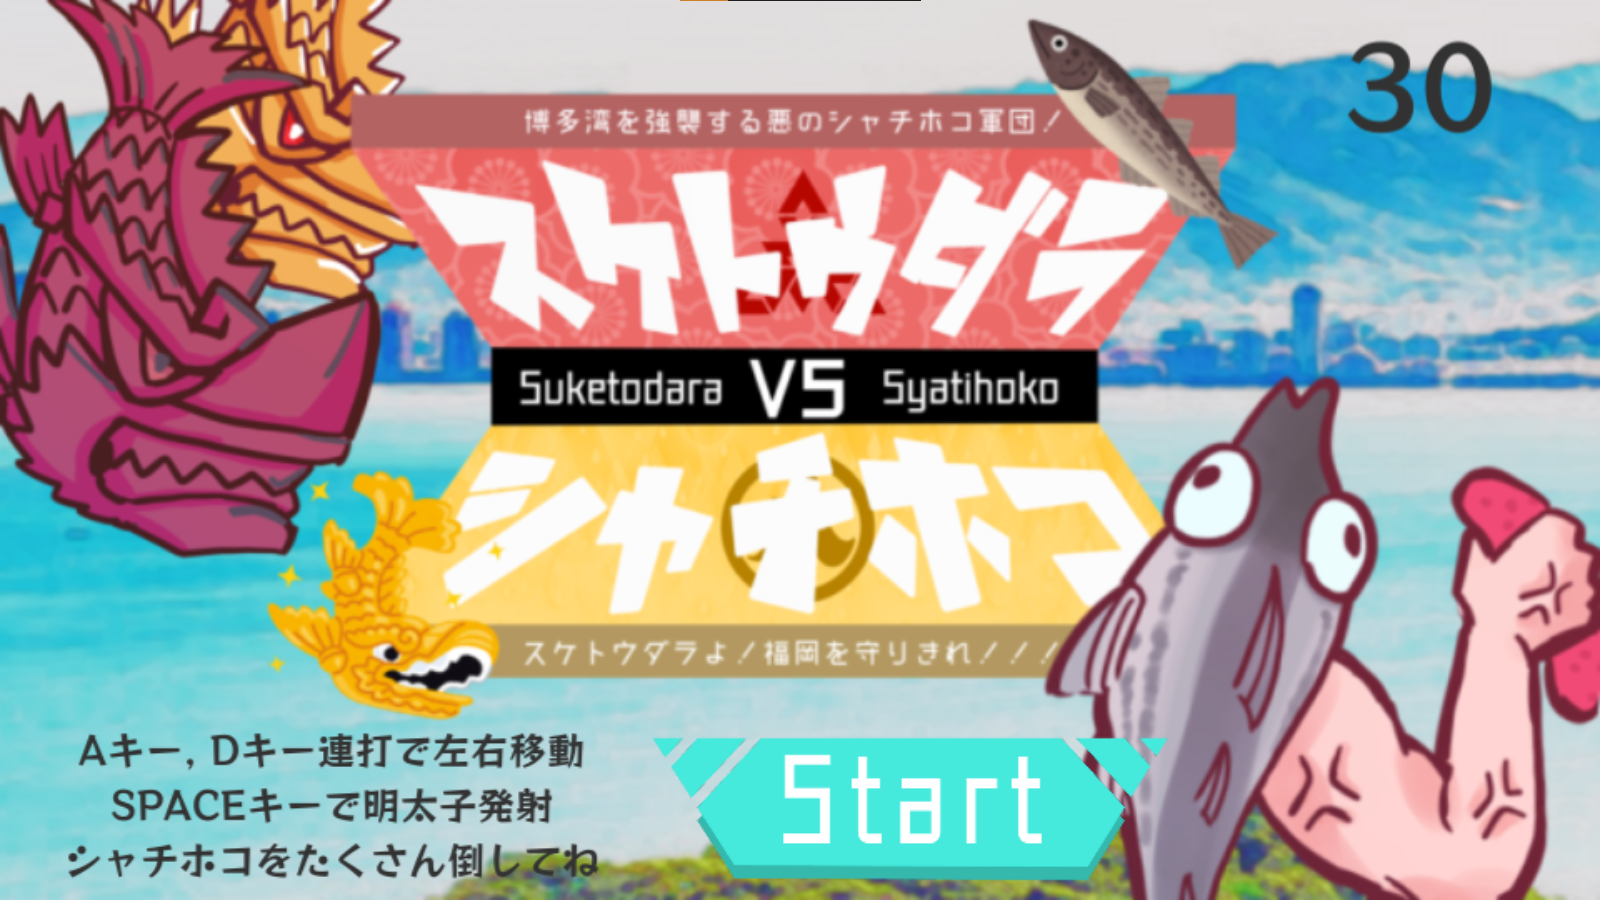 30
博多湾を強襲する悪のシャチホコ軍団！
スケトウダラ
Suketodara VS Syatihoko
シャチホコ
スケトウダラよ！福岡を守りきれ！！！
Aキー, Dキー連打で左右移動
SPACEキーで明太子発射
シャチホコをたくさん倒してね
Start